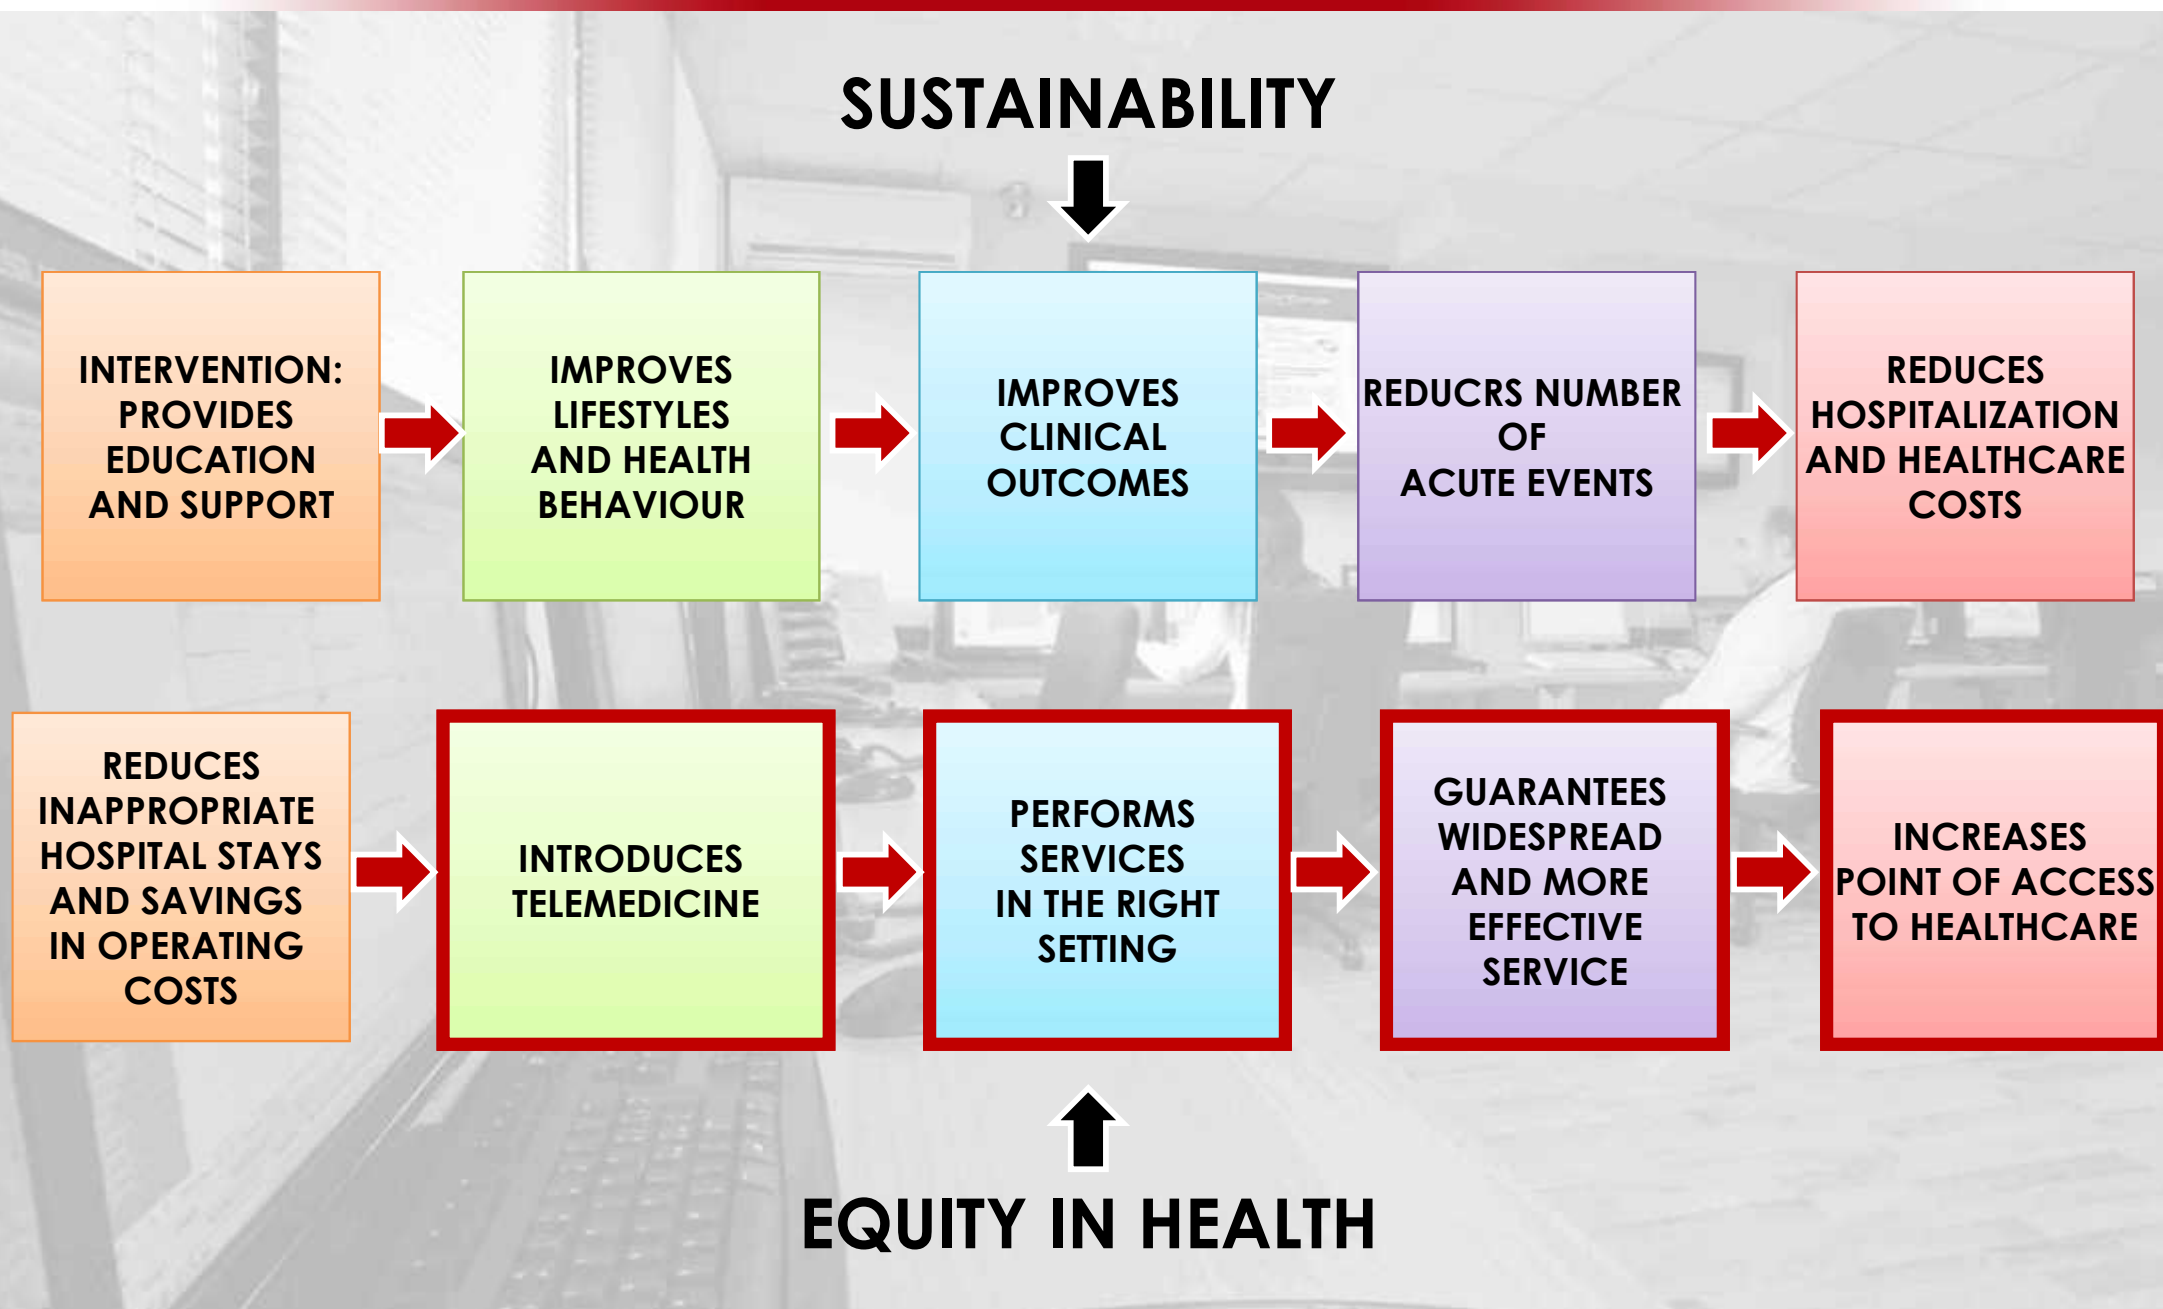 SUSTAINABILITY
INTERVENTION:
PROVIDES
EDUCATION
AND SUPPORT
IMPROVES
LIFESTYLES
AND HEALTH
BEHAVIOUR
IMPROVES
CLINICAL
OUTCOMES
REDUCRS NUMBER
OF
ACUTE EVENTS
REDUCES
HOSPITALIZATION
AND HEALTHCARE
COSTS
REDUCES
INAPPROPRIATE
HOSPITAL STAYS
AND SAVINGS
IN OPERATING
COSTS
INTRODUCES
TELEMEDICINE
PERFORMS
SERVICES
IN THE RIGHT
SETTING
GUARANTEES
WIDESPREAD
AND MORE
EFFECTIVE
SERVICE
INCREASES
POINT OF ACCESS
TO HEALTHCARE
EQUITY IN HEALTH